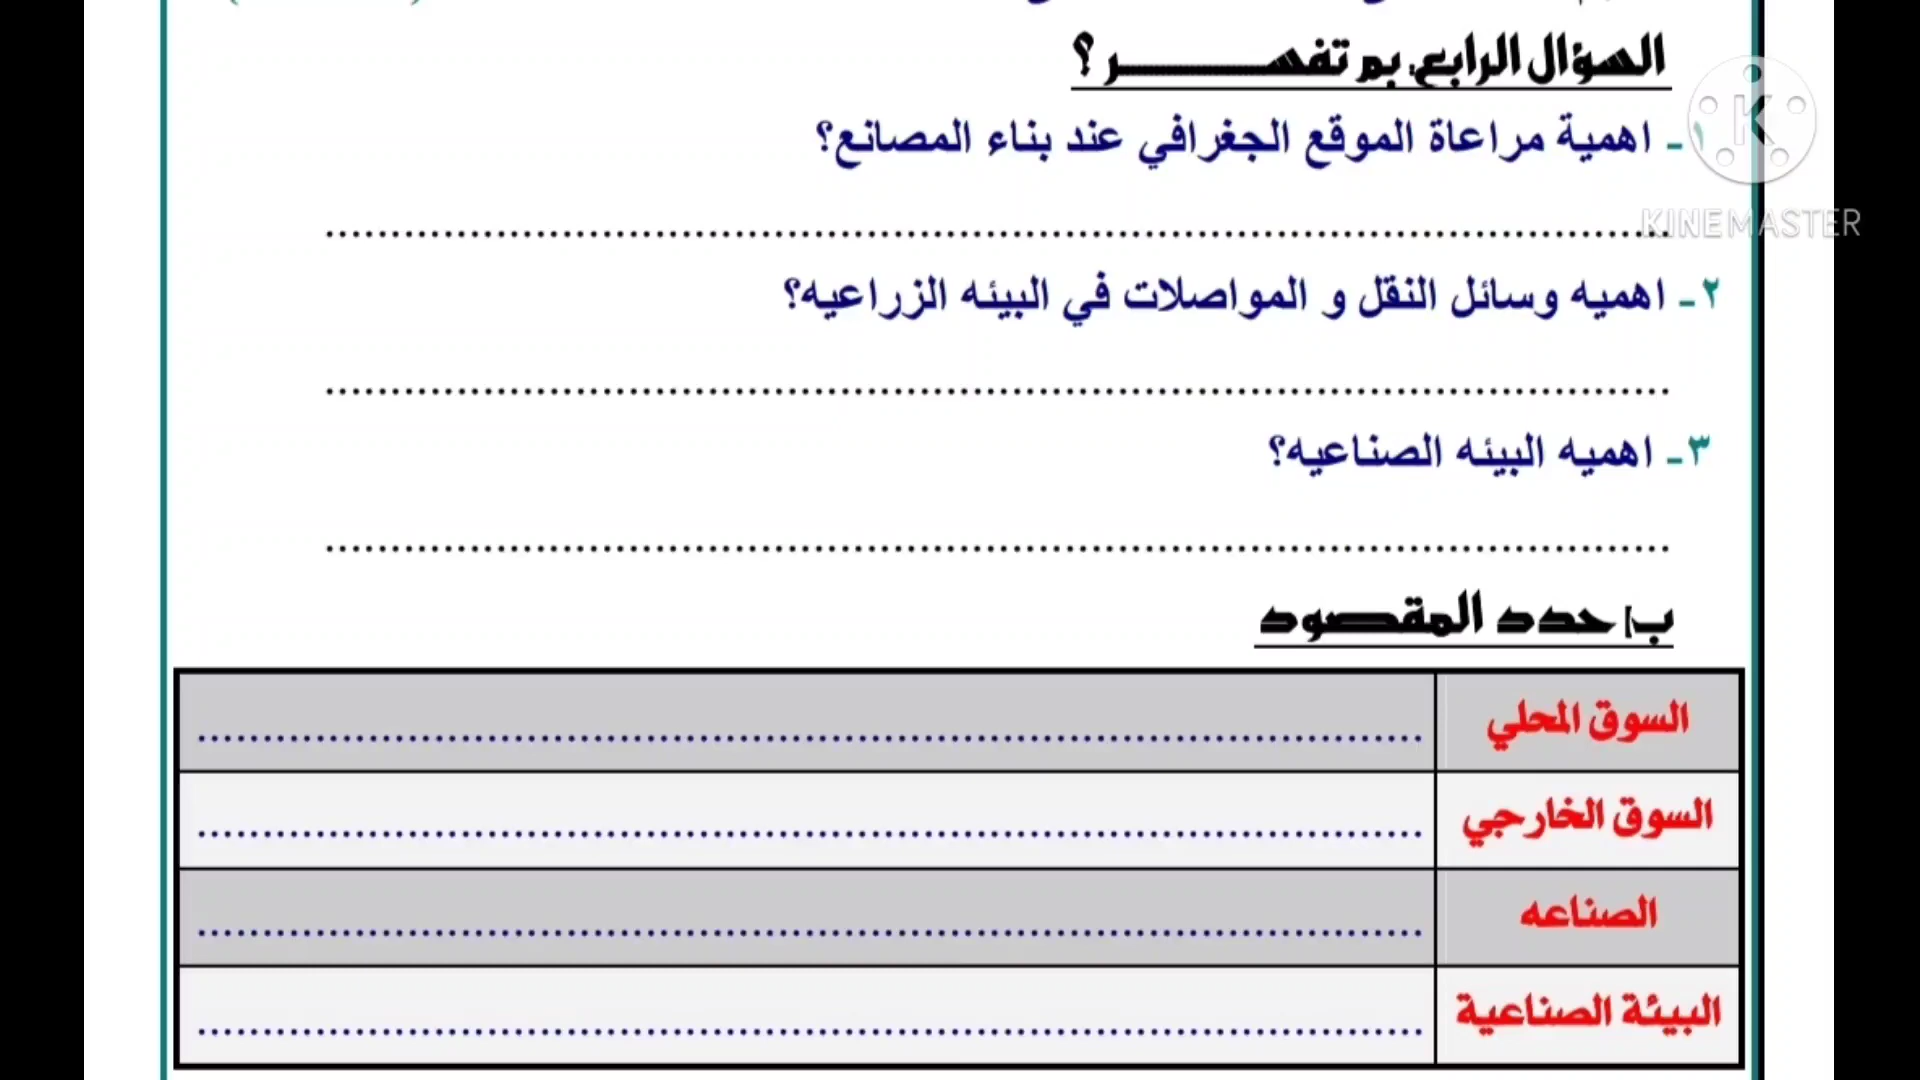 السؤال الرابع: بم تفسر ؟
١- اهمية مراعاة الموقع الجغرافي عند بناء المصانع؟
................................................................
KINEMASTER
٢- اهميه وسائل النقل و المواصلات في البيئه الزراعيه؟
................................................................
٣- اهميه البيئه الصناعيه؟
................................................................
ب) حدد المقصود
السوق المحلي ................................................................
السوق الخارجي ................................................................
الصناعه ................................................................
البيئة الصناعية ................................................................